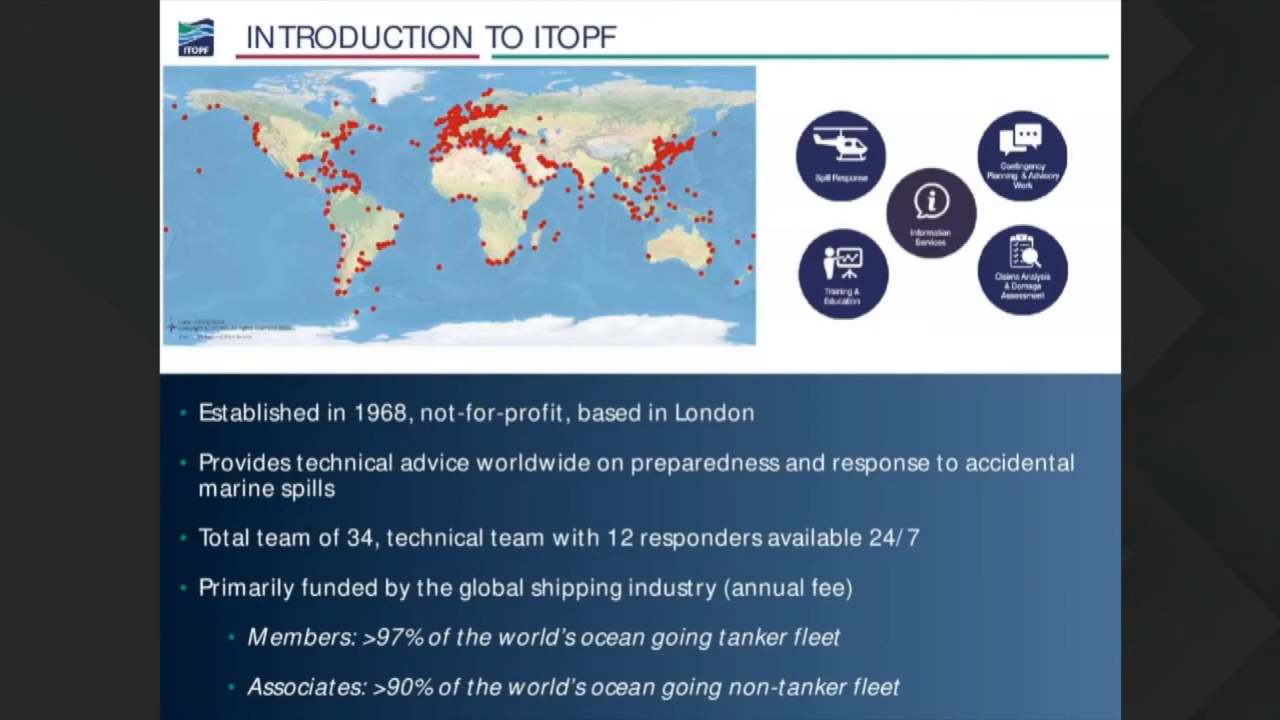 ITOPF
INTRODUCTION TO ITOPF
Spill Response
Contingency
Planning & Advisory
Work
Information
Services
Training &
Education
Claims Analysis
& Damage
Assessment
• Established in 1968, not-for-profit, based in London
• Provides technical advice worldwide on preparedness and response to accidental
marine spills
• Total team of 34, technical team with 12 responders available 24/7
• Primarily funded by the global shipping industry (annual fee)
• Members: >97% of the world's ocean going tanker fleet
• Associates: >90% of the world's ocean going non-tanker fleet